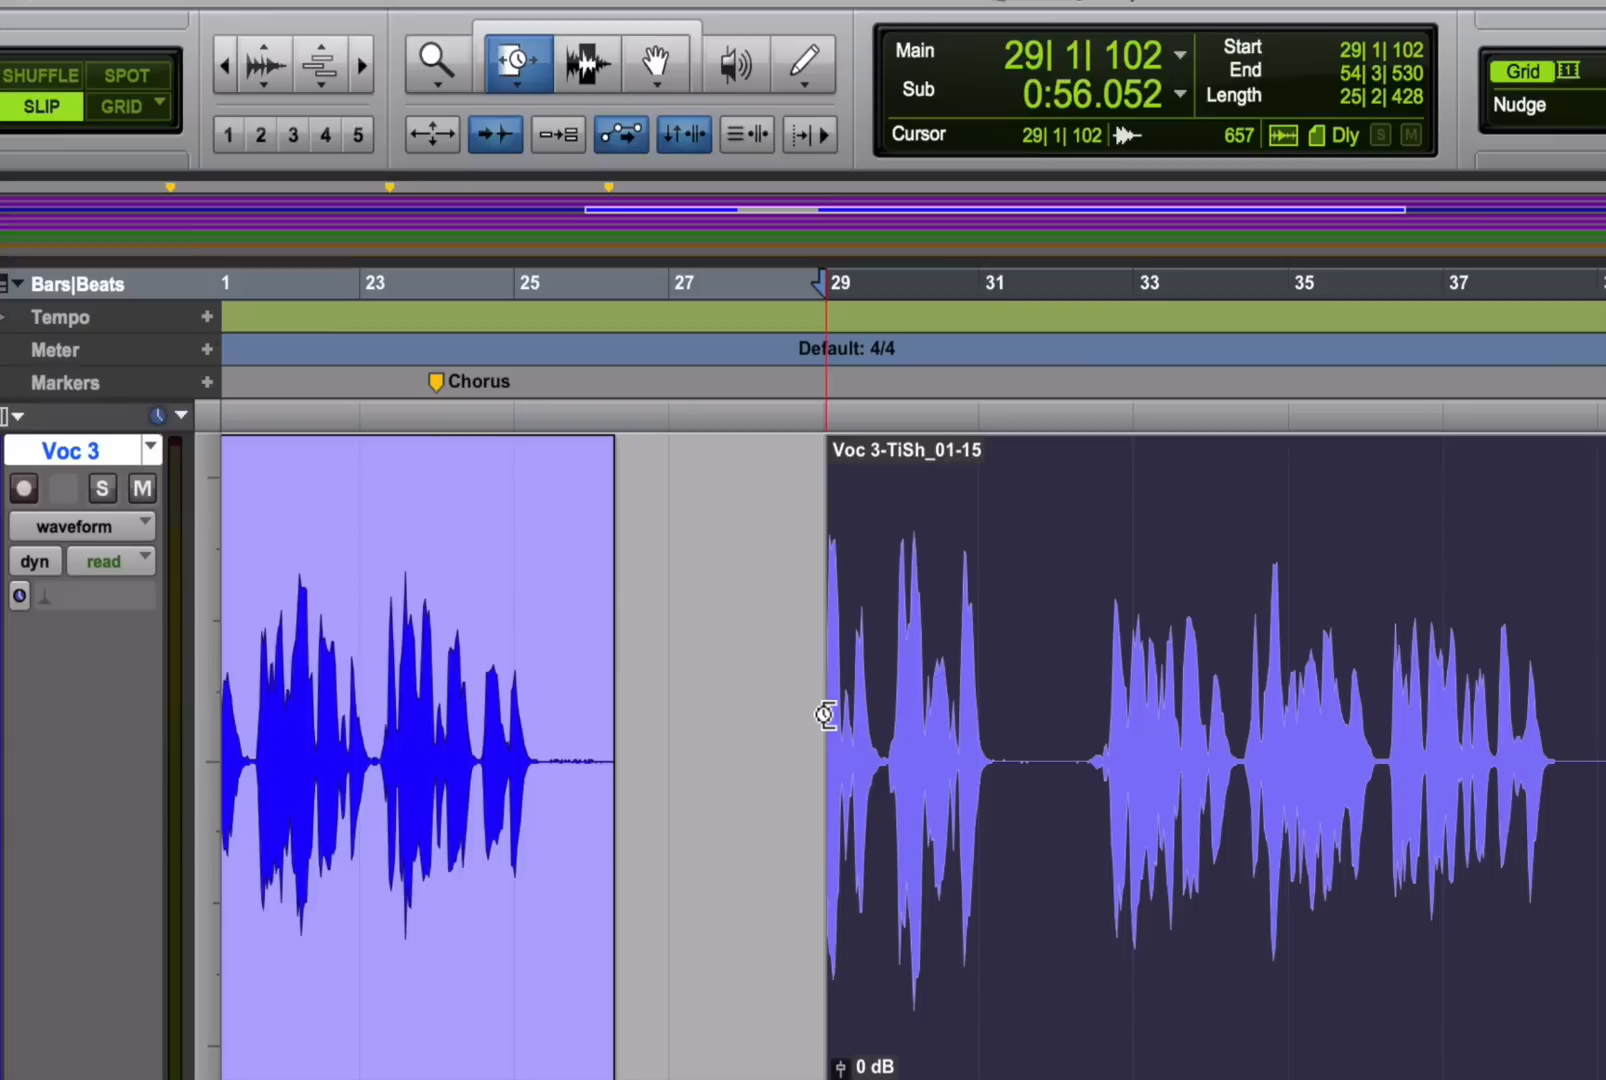 SHUFFLE SPOT
SLIP GRID
1 2 3 4 5
Main 29| 1| 102
Sub 0:56.052
Start 29| 1| 102
End 54| 3| 530
Length 25| 2| 428
Cursor 29| 1| 102 657 Dly S M
Grid
Nudge
Bars|Beats 1 23 25 27 29 31 33 35 37
Tempo +
Meter + Default: 4/4
Markers + Chorus
Voc 3
S M
waveform
dyn read
Voc 3-TiSh_01-15
0 dB